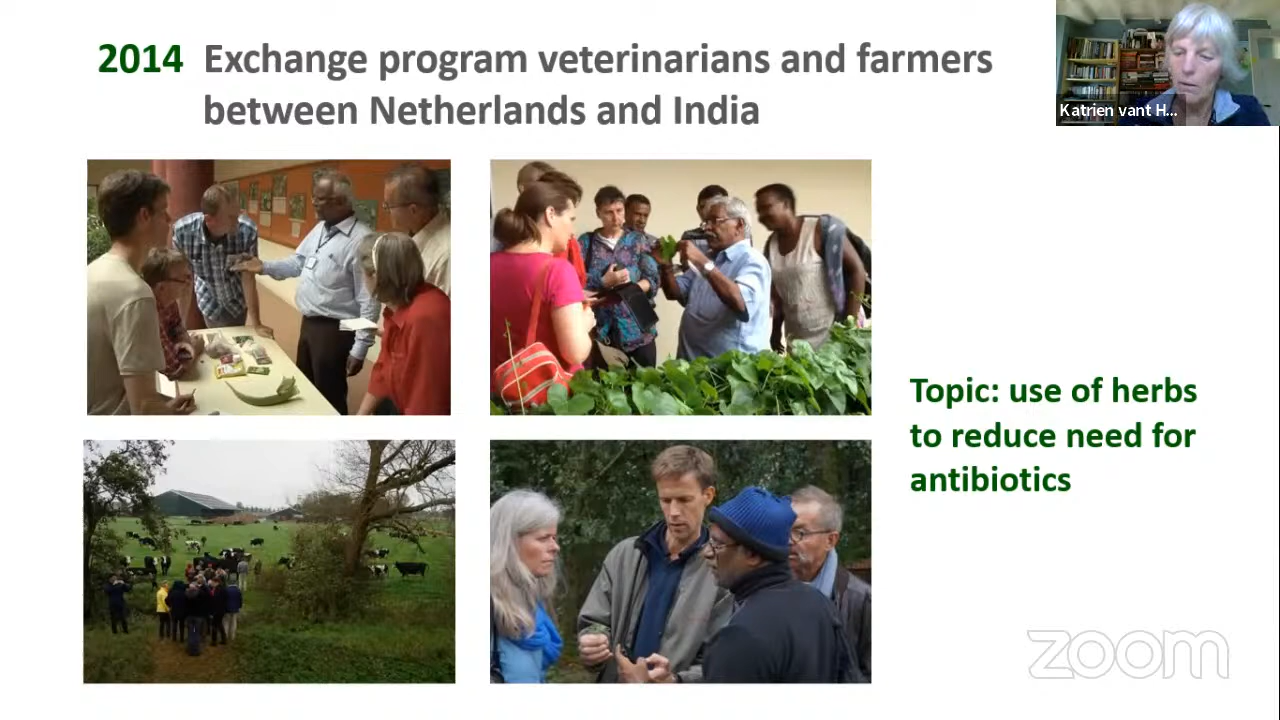 2014 Exchange program veterinarians and farmers
between Netherlands and India
Katrien vant H...
Topic: use of herbs
to reduce need for
antibiotics
zoom